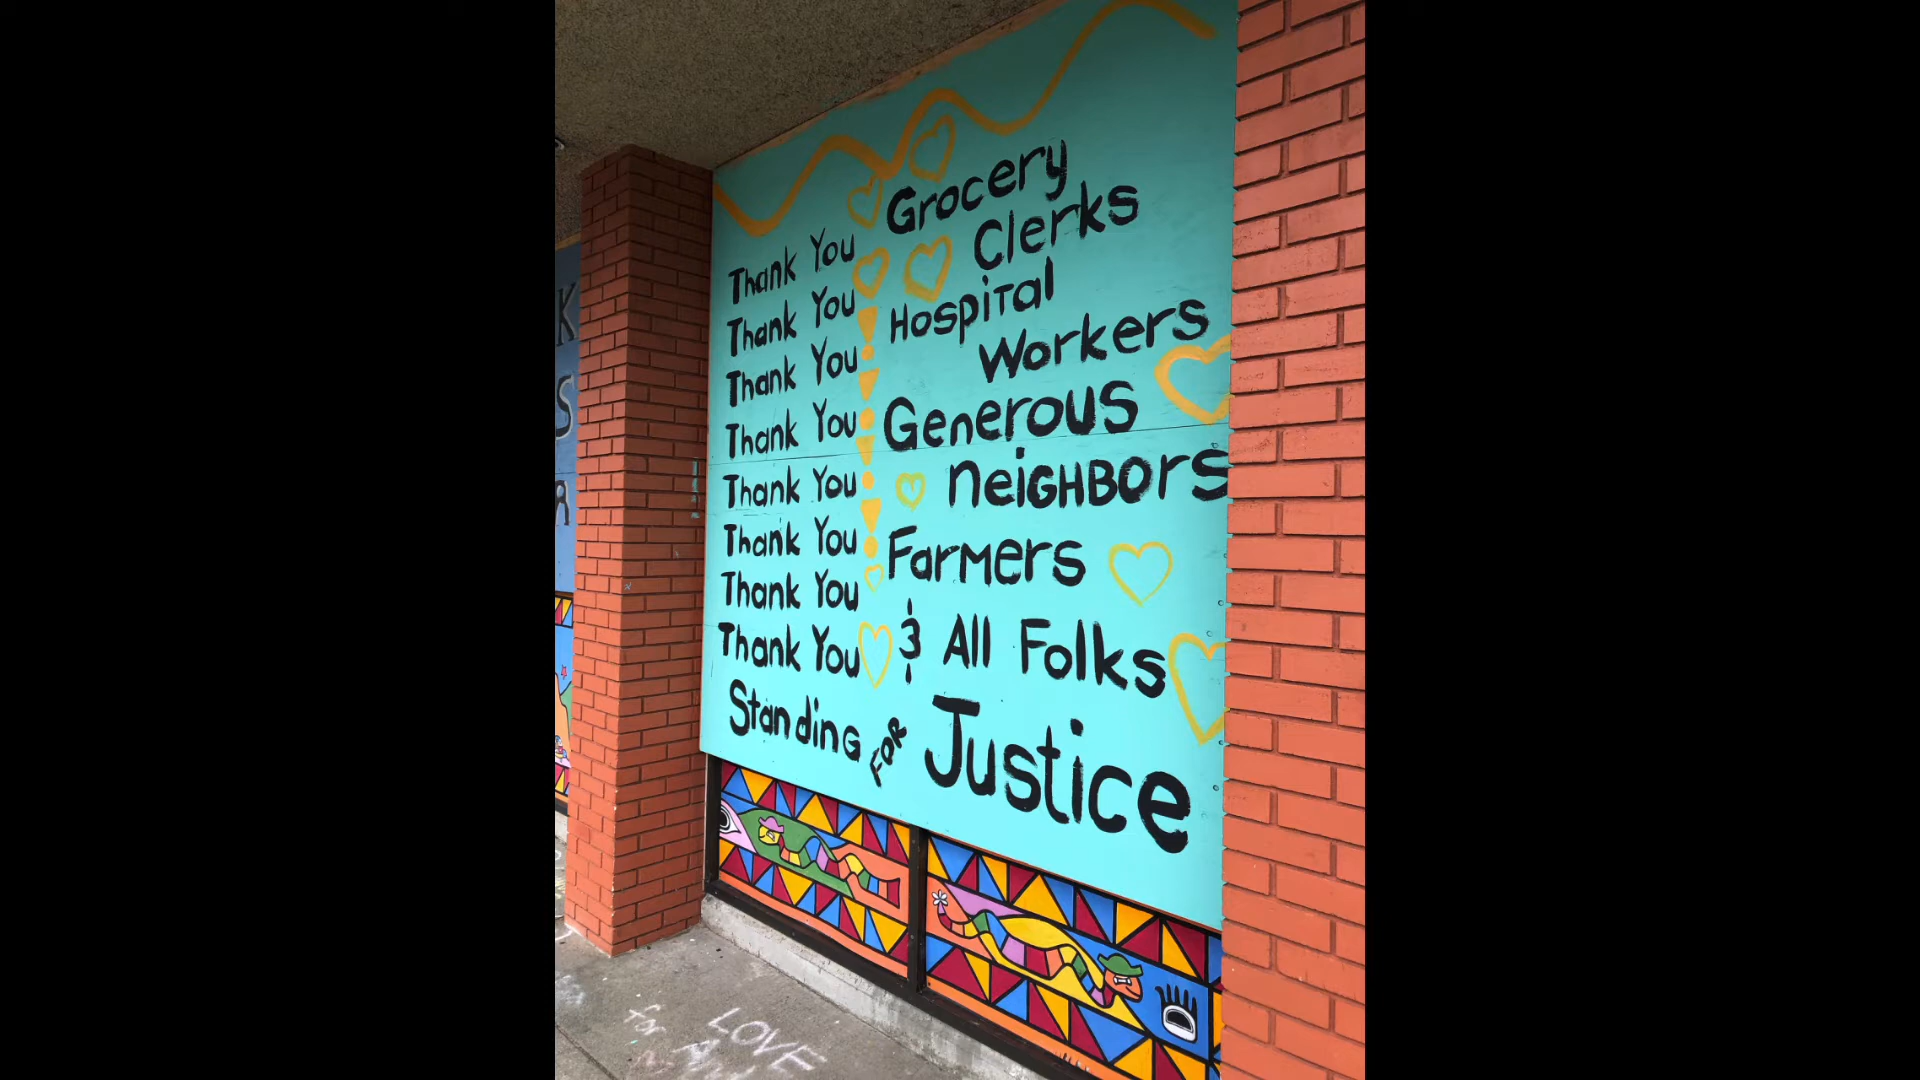 Grocery
Clerks
Thank You
Hospital
Thank You
Workers
Thank You
Generous
Thank You
Neighbors
Thank You
Farmers
Thank You
Thank You
& All Folks
Thank You
Standing FOR Justice
K
S
R
LOVE
for